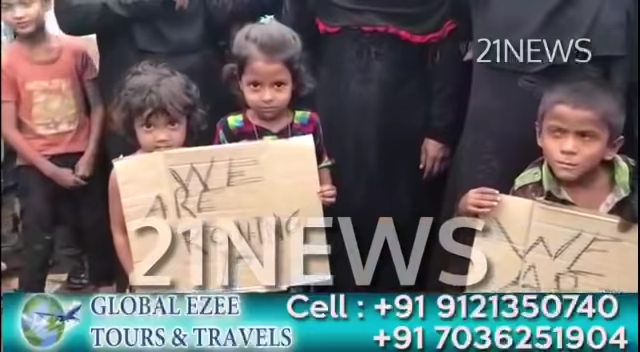 21NEWS
WE
ARE
21NEWS
WE
GLOBAL EZEE
TOURS & TRAVELS
Cell : +91 9121350740
+91 7036251904